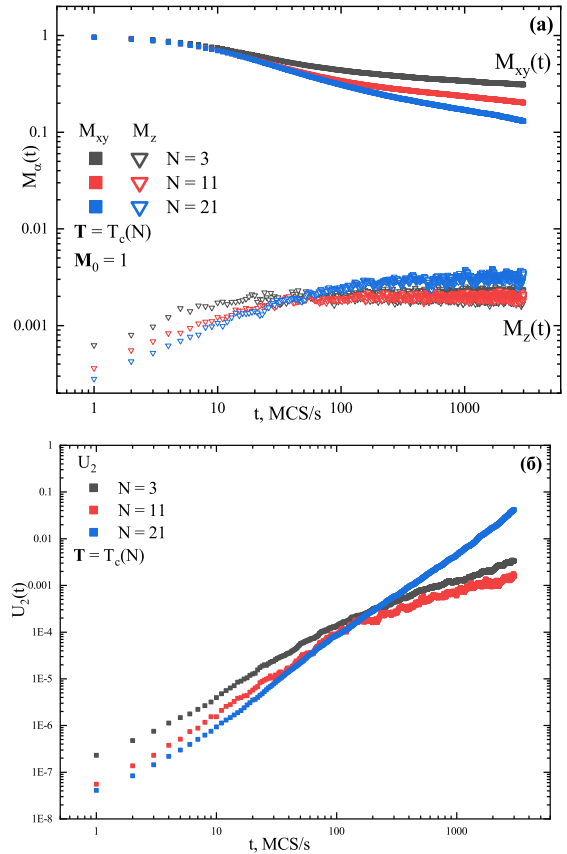 (a)
1
0.1
0.01
0.001
M_α(t)
M_xy(t)
M_xy M_z
N = 3
N = 11
N = 21
T = T_c(N)
M_0 = 1
M_z(t)
1 10 100 1000
t, MCS/s
(б)
1
0.1
0.01
0.001
1E-4
1E-5
1E-6
1E-7
1E-8
U_2(t)
U_2
N = 3
N = 11
N = 21
T = T_c(N)
1 10 100 1000
t, MCS/s